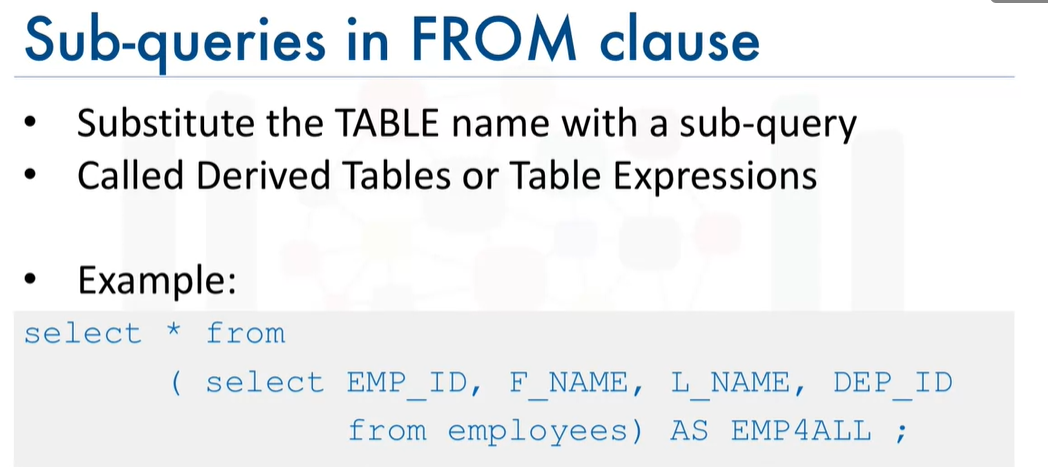 Sub-queries in FROM clause
• Substitute the TABLE name with a sub-query
• Called Derived Tables or Table Expressions
• Example:
select * from
( select EMP_ID, F_NAME, L_NAME, DEP_ID
from employees) AS EMP4ALL ;